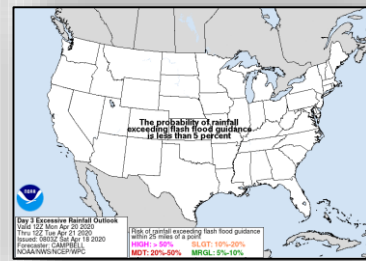 The probability of rainfall
exceeding flash flood guidance
is less than 5 percent
Day 3 Excessive Rainfall Outlook
Valid 12Z Mon Apr 20 2020
Thru 12Z Tue Apr 21 2020
Issued: 0803Z Sat Apr 18 2020
Forecaster: CAMPBELL
NOAA/NWS/NCEP/WPC
Risk of rainfall exceeding flash flood guidance
within 25 miles of a point
HIGH: > 50% SLGT: 10%-20%
MDT: 20%-50% MRGL: 5%-10%